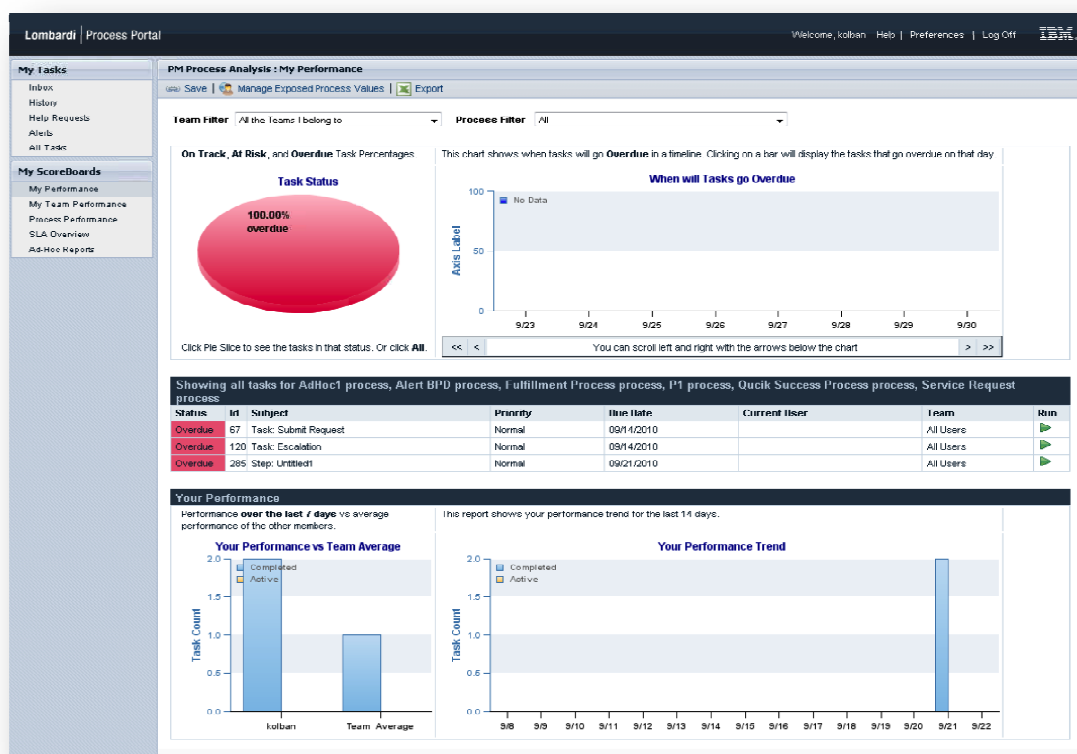 Lombardi Process Portal
Welcome, kolban Help | Preferences | Log Off IBM
My Tasks
Inbox
History
Help Requests
Alerts
All Tasks
My ScoreBoards
My Performance
My Team Performance
Process Performance
SLA Overview
Ad-Hoc Reports
PM Process Analysis : My Performance
Save | Manage Exposed Process Values | Export
Team Filter All the Teams I belong to Process Filter All
On Track, At Risk, and Overdue Task Percentages
Task Status
100.00%
overdue
Click Pie Slice to see the tasks in that status. Or click All.
This chart shows when tasks will go Overdue in a timeline. Clicking on a bar will display the tasks that go overdue on that day
When will Tasks go Overdue
No Data
Axis Label
100
50
0
9/23 9/24 9/25 9/26 9/27 9/28 9/29 9/30
<< < You can scroll left and right with the arrows below the chart > >>
Showing all tasks for AdHoc1 process, Alert BPD process, Fulfillment Process process, P1 process, Qucik Success Process process, Service Request
process
Status Id Subject Priority Due Date Current User Team Run
Overdue 67 Task: Submit Request Normal 09/14/2010 All Users
Overdue 120 Task: Escalation Normal 09/14/2010 All Users
Overdue 285 Step: Untitled1 Normal 09/21/2010 All Users
Your Performance
Performance over the last 7 days vs average
performance of the other members.
Your Performance vs Team Average
Completed
Active
Task Count
2.0
1.5
1.0
0.5
0.0
kolban Team Average
This report shows your performance trend for the last 14 days.
Your Performance Trend
Completed
Active
Task Count
2.0
1.5
1.0
0.5
0.0
9/8 9/9 9/10 9/11 9/12 9/13 9/14 9/15 9/16 9/17 9/18 9/19 9/20 9/21 9/22